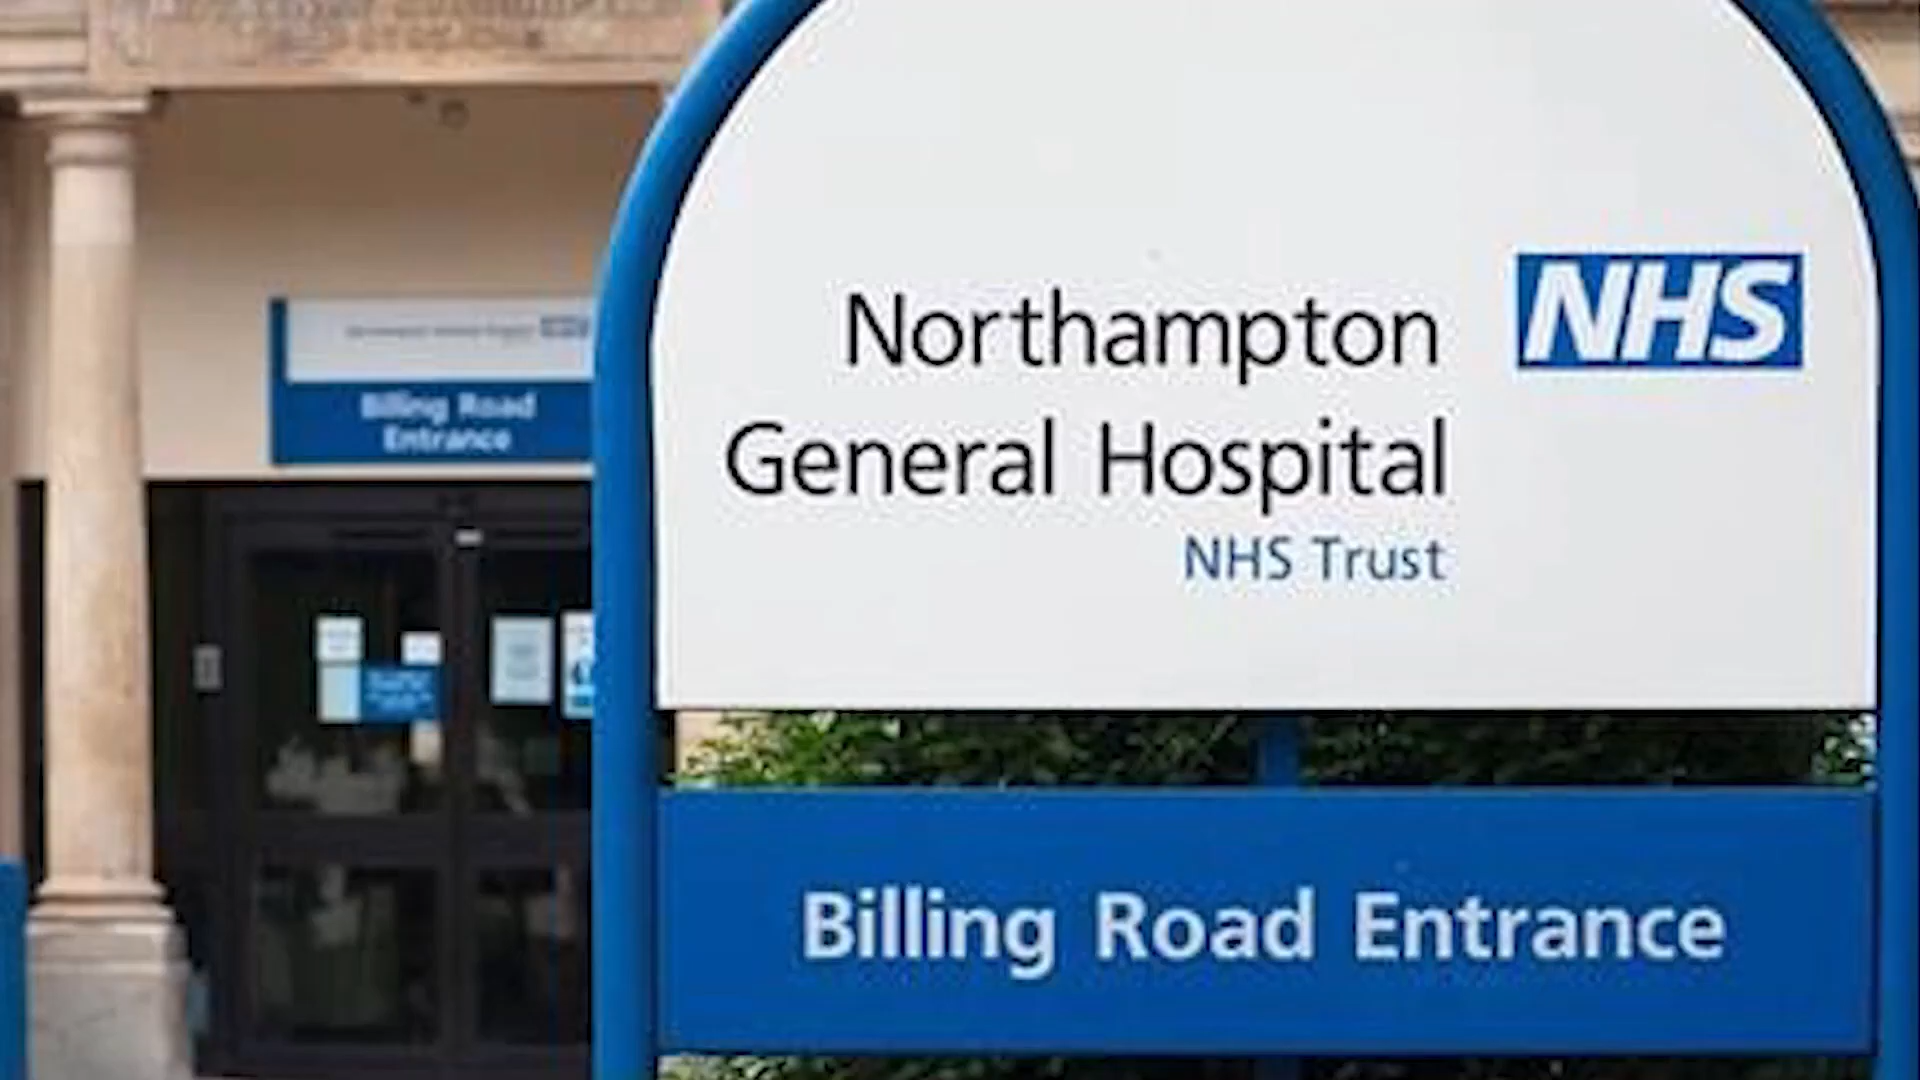 Northampton
General Hospital
NHS Trust
NHS
Billing Road Entrance
Billing Road
Entrance